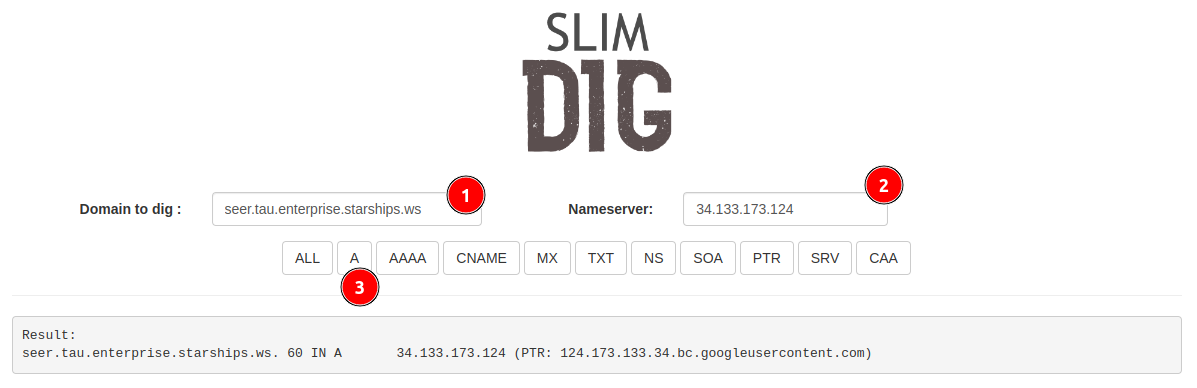 SLIM
DIG
Domain to dig : seer.tau.enterprise.starships.ws 1 Nameserver: 34.133.173.124 2
ALL A AAAA CNAME MX TXT NS SOA PTR SRV CAA
3
Result:
seer.tau.enterprise.starships.ws. 60 IN A 34.133.173.124 (PTR: 124.173.133.34.bc.googleusercontent.com)